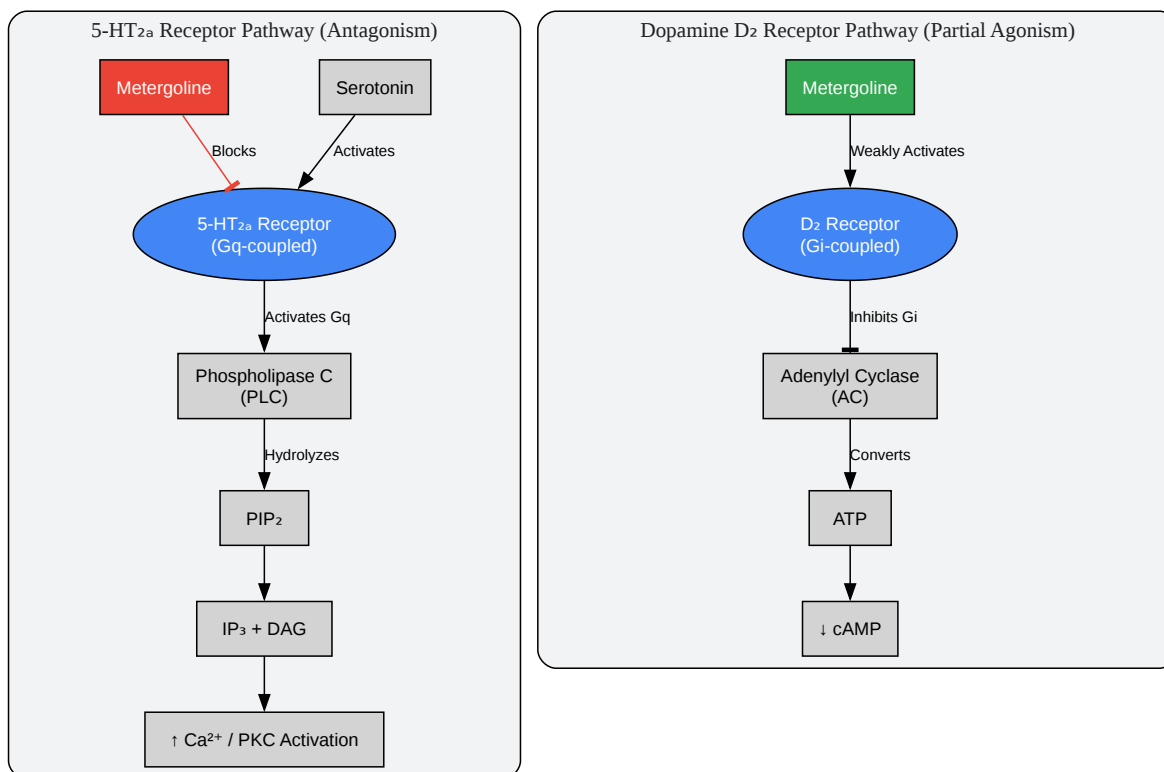 5-HT₂ₐ Receptor Pathway (Antagonism)
Metergoline
Serotonin
Blocks
Activates
5-HT₂ₐ Receptor
(Gq-coupled)
Activates Gq
Phospholipase C
(PLC)
Hydrolyzes
PIP₂
IP₃ + DAG
↑ Ca²⁺ / PKC Activation
Dopamine D₂ Receptor Pathway (Partial Agonism)
Metergoline
Weakly Activates
D₂ Receptor
(Gi-coupled)
Inhibits Gi
Adenylyl Cyclase
(AC)
Converts
ATP
↓ cAMP